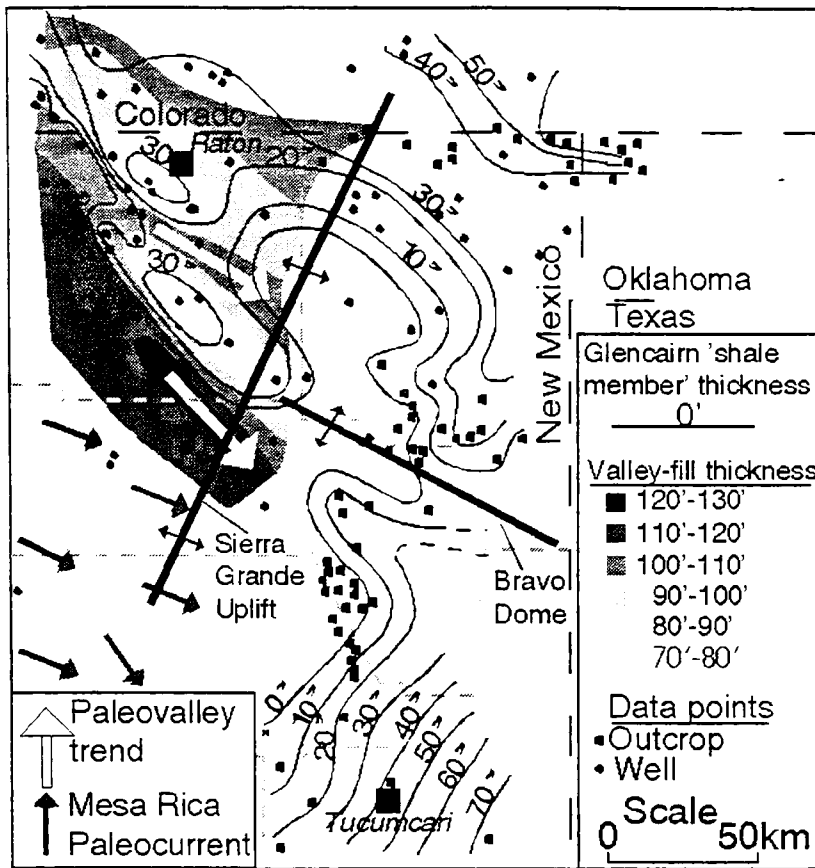 40'
50'
Colorado
Raton
30'
20'
30'
10'
30'
New Mexico
Oklahoma
Texas
Glencairn 'shale
member' thickness
0'
Valley-fill thickness
120'-130'
110'-120'
100'-110'
90'-100'
80'-90'
70'-80'
Data points
Outcrop
Well
Scale
0 50km
Sierra
Grande
Uplift
Bravo
Dome
0'
10'
20'
30'
40'
50'
60'
70'
Tucumcari
Paleovalley
trend
Mesa Rica
Paleocurrent